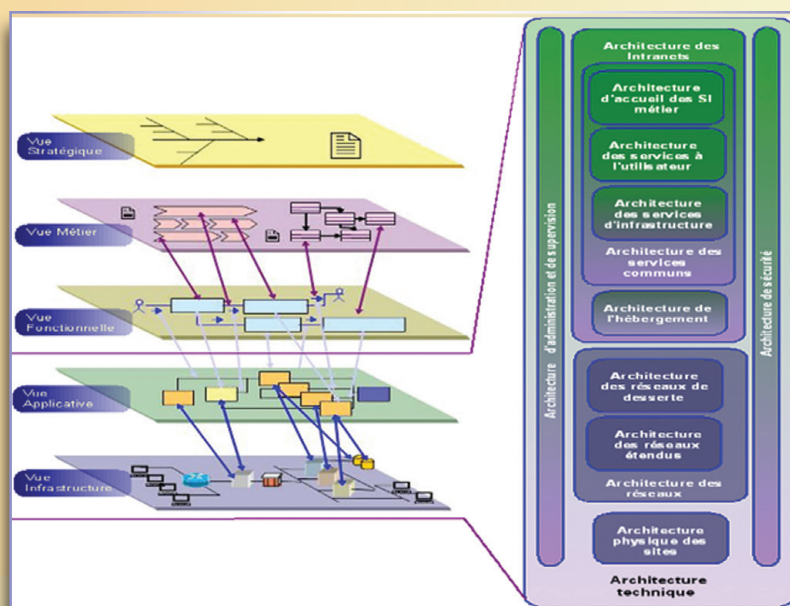 Vue
Stratégique
Vue Métier
Vue
Fonctionnelle
Vue
Applicative
Vue
Infrastructure
Architecture d'administration et de supervision
Architecture des
Intranets
Architecture
d'accueil des SI
métier
Architecture
des services à
l'utilisateur
Architecture
des services
d'infrastructure
Architecture des
services
communs
Architecture de
l'hébergement
Architecture
des réseaux de
desserte
Architecture
des réseaux
étendus
Architecture des
réseaux
Architecture
physique des
sites
Architecture
technique
Architecture de sécurité